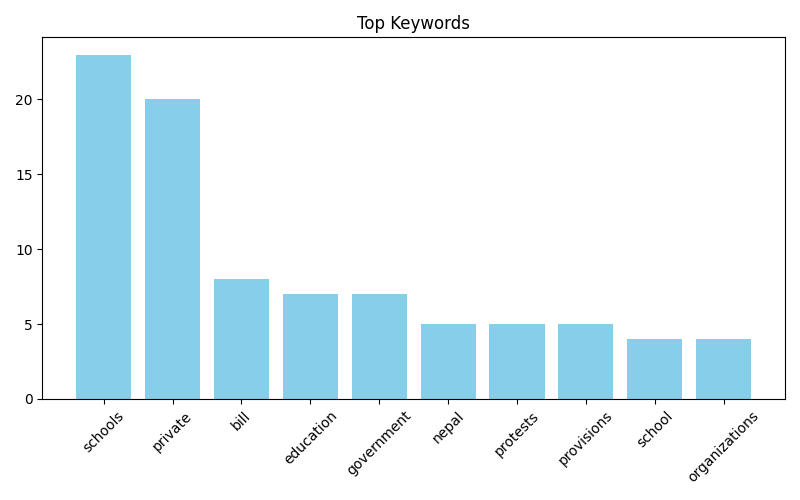 Top Keywords
20
15
10
5
0
schools
private
bill
education
government
nepal
protests
provisions
school
organizations